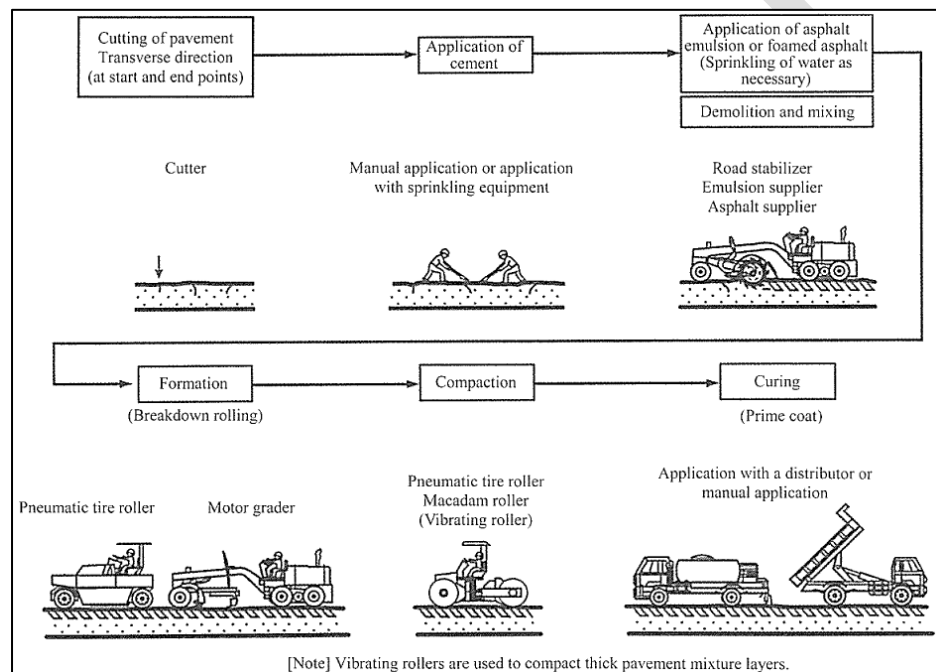 Cutting of pavement
Transverse direction
(at start and end points)
Application of
cement
Application of asphalt
emulsion or foamed asphalt
(Sprinkling of water as
necessary)
Demolition and mixing
Cutter
Manual application or application
with sprinkling equipment
Road stabilizer
Emulsion supplier
Asphalt supplier
Formation
(Breakdown rolling)
Compaction
Curing
(Prime coat)
Pneumatic tire roller
Motor grader
Pneumatic tire roller
Macadam roller
(Vibrating roller)
Application with a distributor or
manual application
[Note] Vibrating rollers are used to compact thick pavement mixture layers.